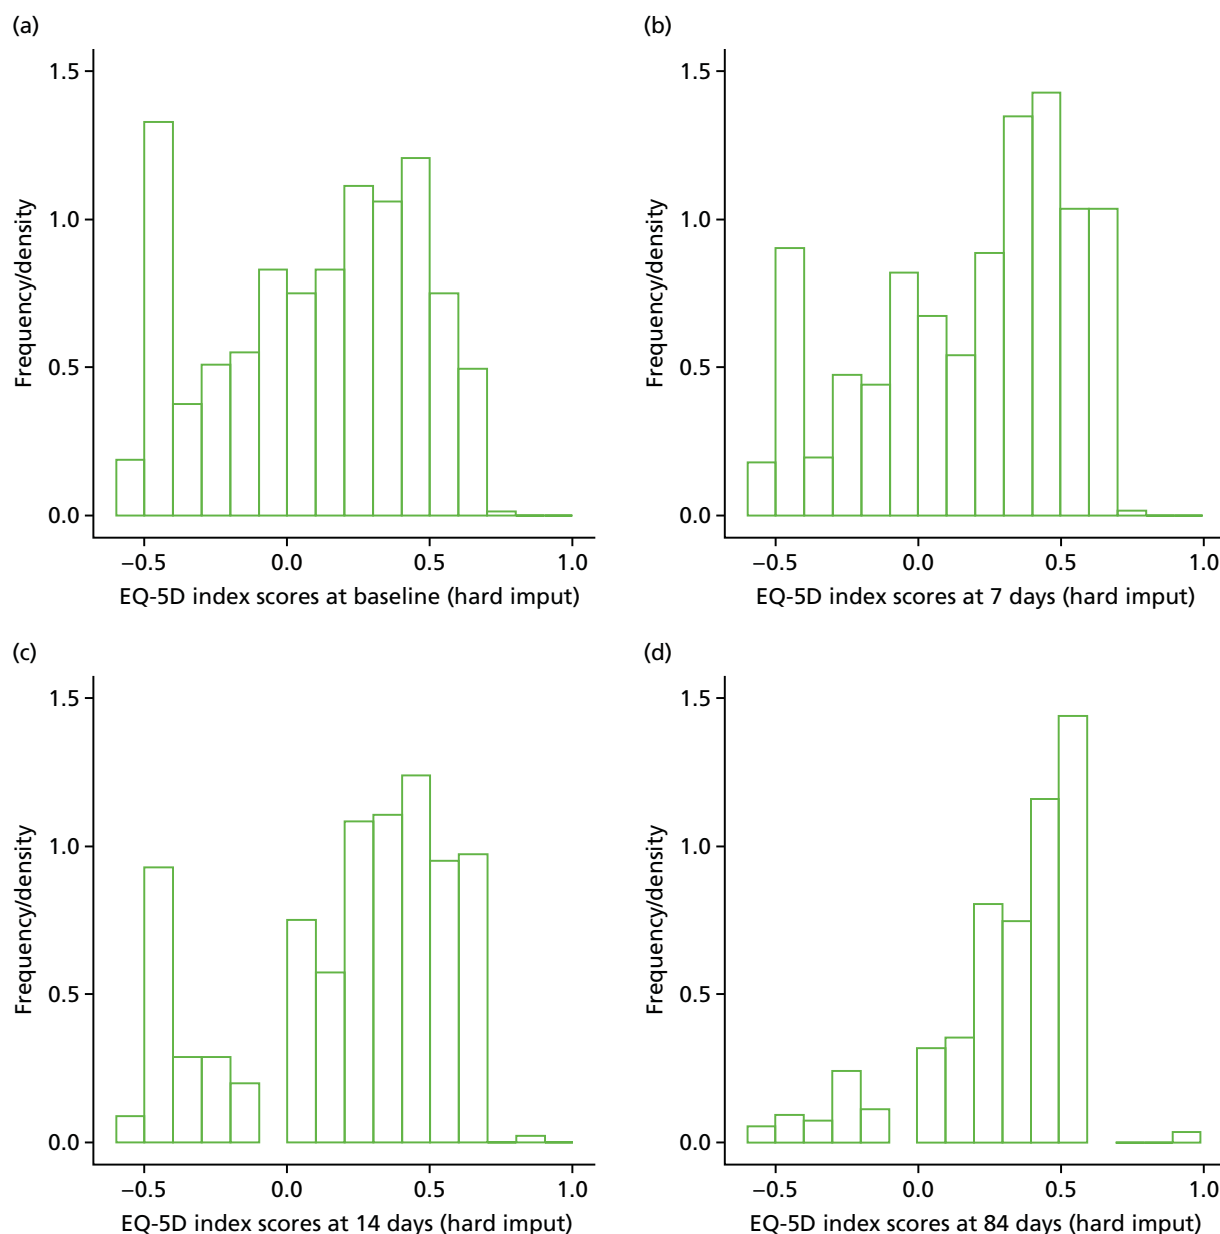 (a)
1.5
1.0
0.5
0.0
Frequency/density
−0.5 0.0 0.5 1.0
EQ-5D index scores at baseline (hard imput)
(b)
1.5
1.0
0.5
0.0
Frequency/density
−0.5 0.0 0.5 1.0
EQ-5D index scores at 7 days (hard imput)
(c)
1.5
1.0
0.5
0.0
Frequency/density
−0.5 0.0 0.5 1.0
EQ-5D index scores at 14 days (hard imput)
(d)
1.5
1.0
0.5
0.0
Frequency/density
−0.5 0.0 0.5 1.0
EQ-5D index scores at 84 days (hard imput)